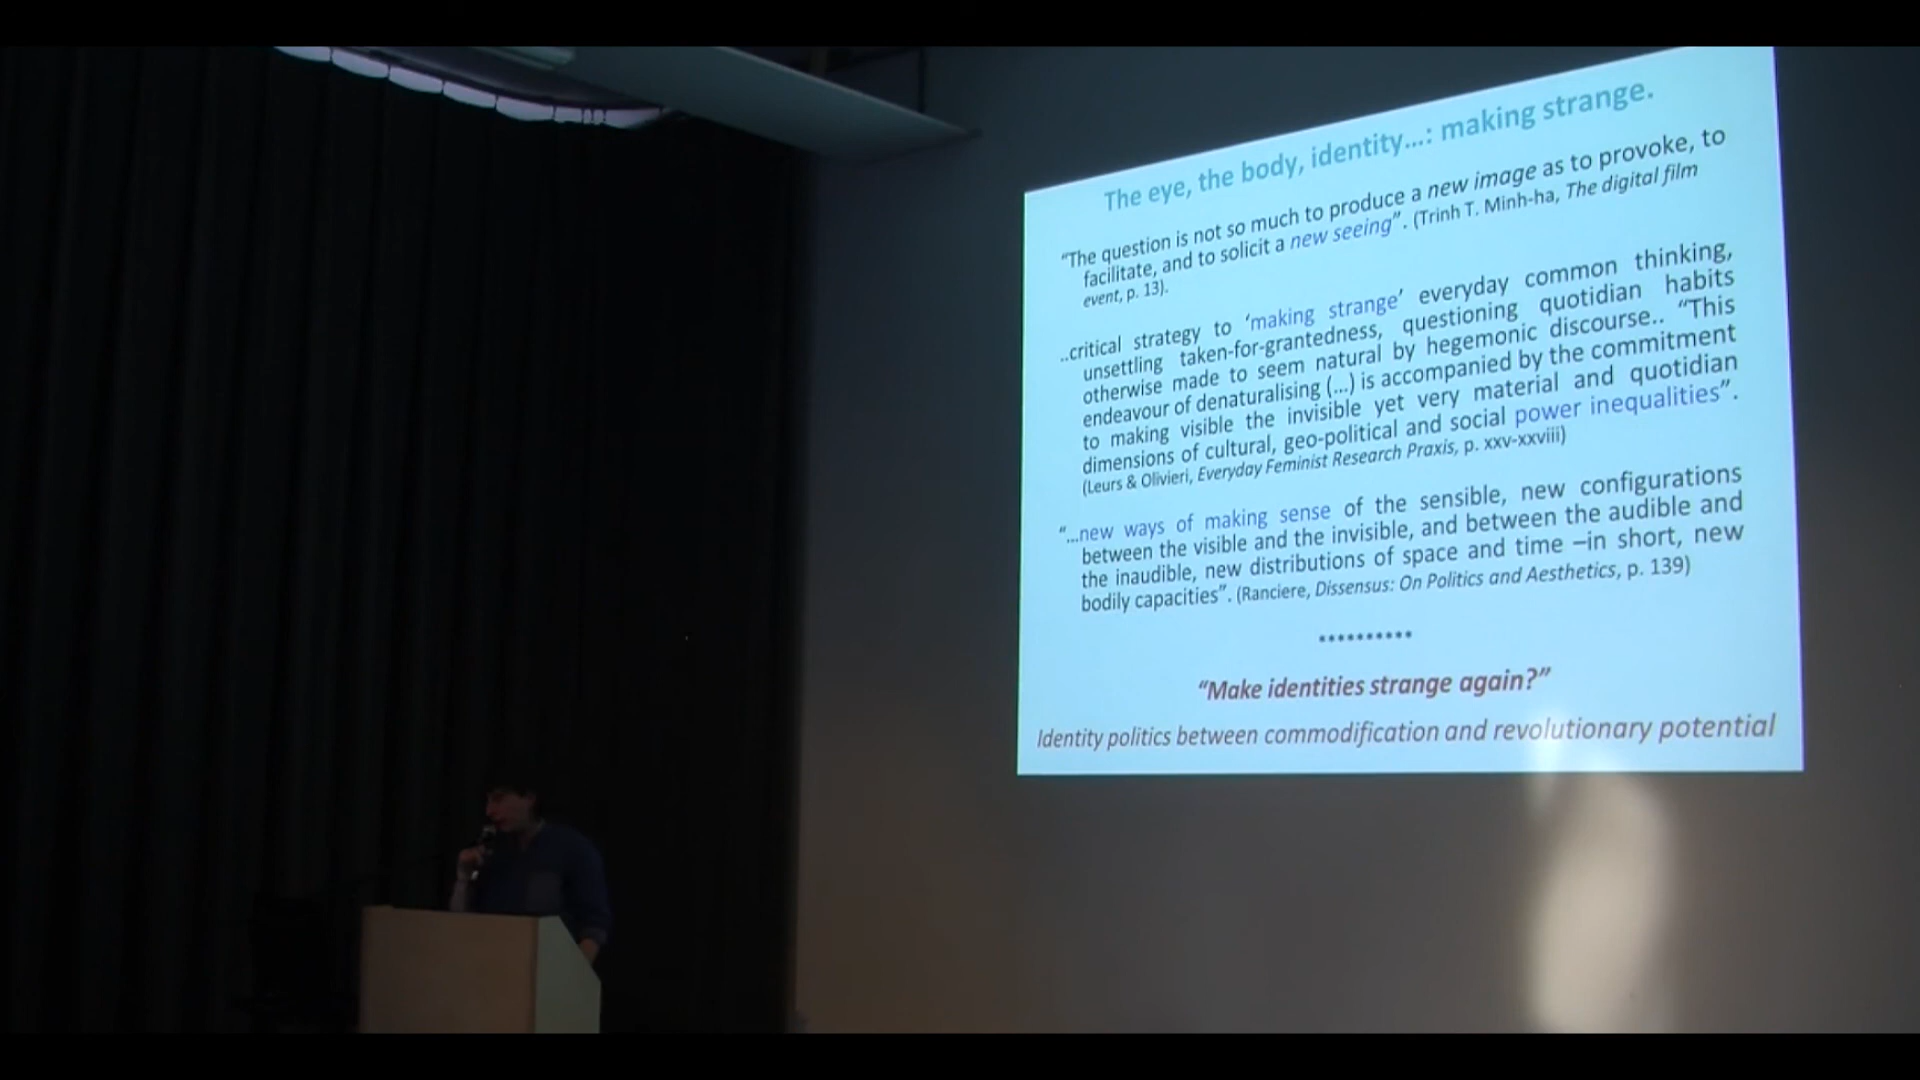 The eye, the body, identity...: making strange.
“The question is not so much to produce a new image as to provoke, to
facilitate, and to solicit a new seeing”. (Trinh T. Minh-ha, The digital film
event, p. 13).
..critical strategy to ‘making strange’ everyday common thinking,
unsettling taken-for-grantedness, questioning quotidian habits
otherwise made to seem natural by hegemonic discourse.. “This
endeavour of denaturalising (...) is accompanied by the commitment
to making visible the invisible yet very material and quotidian
dimensions of cultural, geo-political and social power inequalities”.
(Leurs & Olivieri, Everyday Feminist Research Praxis, p. xxv-xxviii)
“...new ways of making sense of the sensible, new configurations
between the visible and the invisible, and between the audible and
the inaudible, new distributions of space and time –in short, new
bodily capacities”. (Ranciere, Dissensus: On Politics and Aesthetics, p. 139)
..........
“Make identities strange again?”
Identity politics between commodification and revolutionary potential